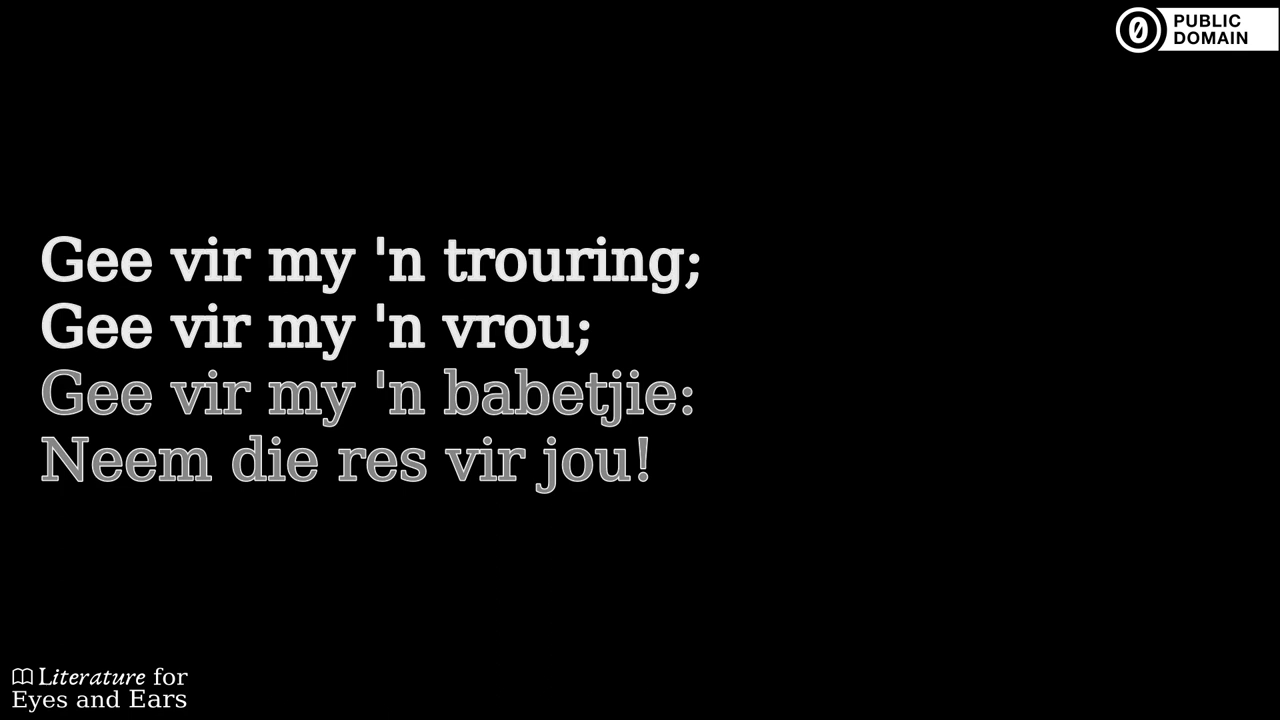 PUBLIC
DOMAIN
Gee vir my 'n trouring;
Gee vir my 'n vrou;
Gee vir my 'n babetjie:
Neem die res vir jou!
Literature for
Eyes and Ears